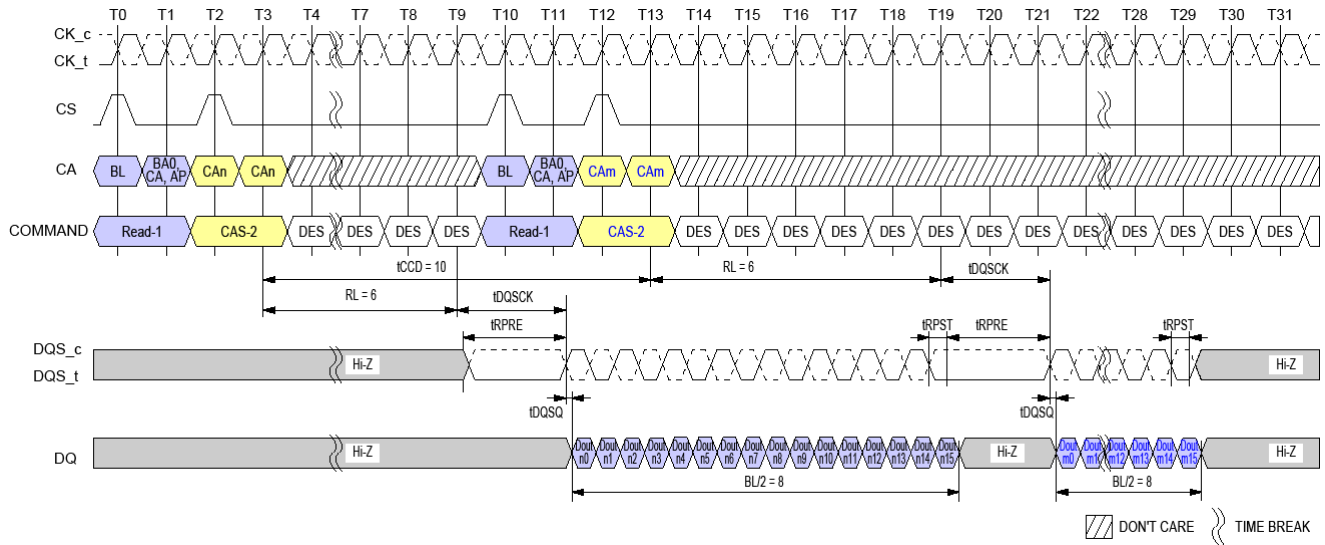 T0 T1 T2 T3 T4 T7 T8 T9 T10 T11 T12 T13 T14 T15 T16 T17 T18 T19 T20 T21 T22 T28 T29 T30 T31
CK_c
CK_t
CS
CA BL BA0, CA, AP CAn CAn BL BA0, CA, AP CAm CAm
COMMAND Read-1 CAS-2 DES DES DES DES Read-1 CAS-2 DES DES DES DES DES DES DES DES DES DES DES DES DES
tCCD = 10 RL = 6 tDQSCK
RL = 6 tDQSCK
tRPRE tRPST tRPRE tRPST
DQS_c
DQS_t
Hi-Z Hi-Z
tDQSQ tDQSQ
DQ Hi-Z Dout n0 Dout n1 Dout n2 Dout n3 Dout n4 Dout n5 Dout n6 Dout n7 Dout n8 Dout n9 Dout n10 Dout n11 Dout n12 Dout n13 Dout n14 Dout n15 Hi-Z Dout m0 Dout m1 Dout m12 Dout m13 Dout m14 Dout m15 Hi-Z
BL/2 = 8 BL/2 = 8
DON'T CARE TIME BREAK